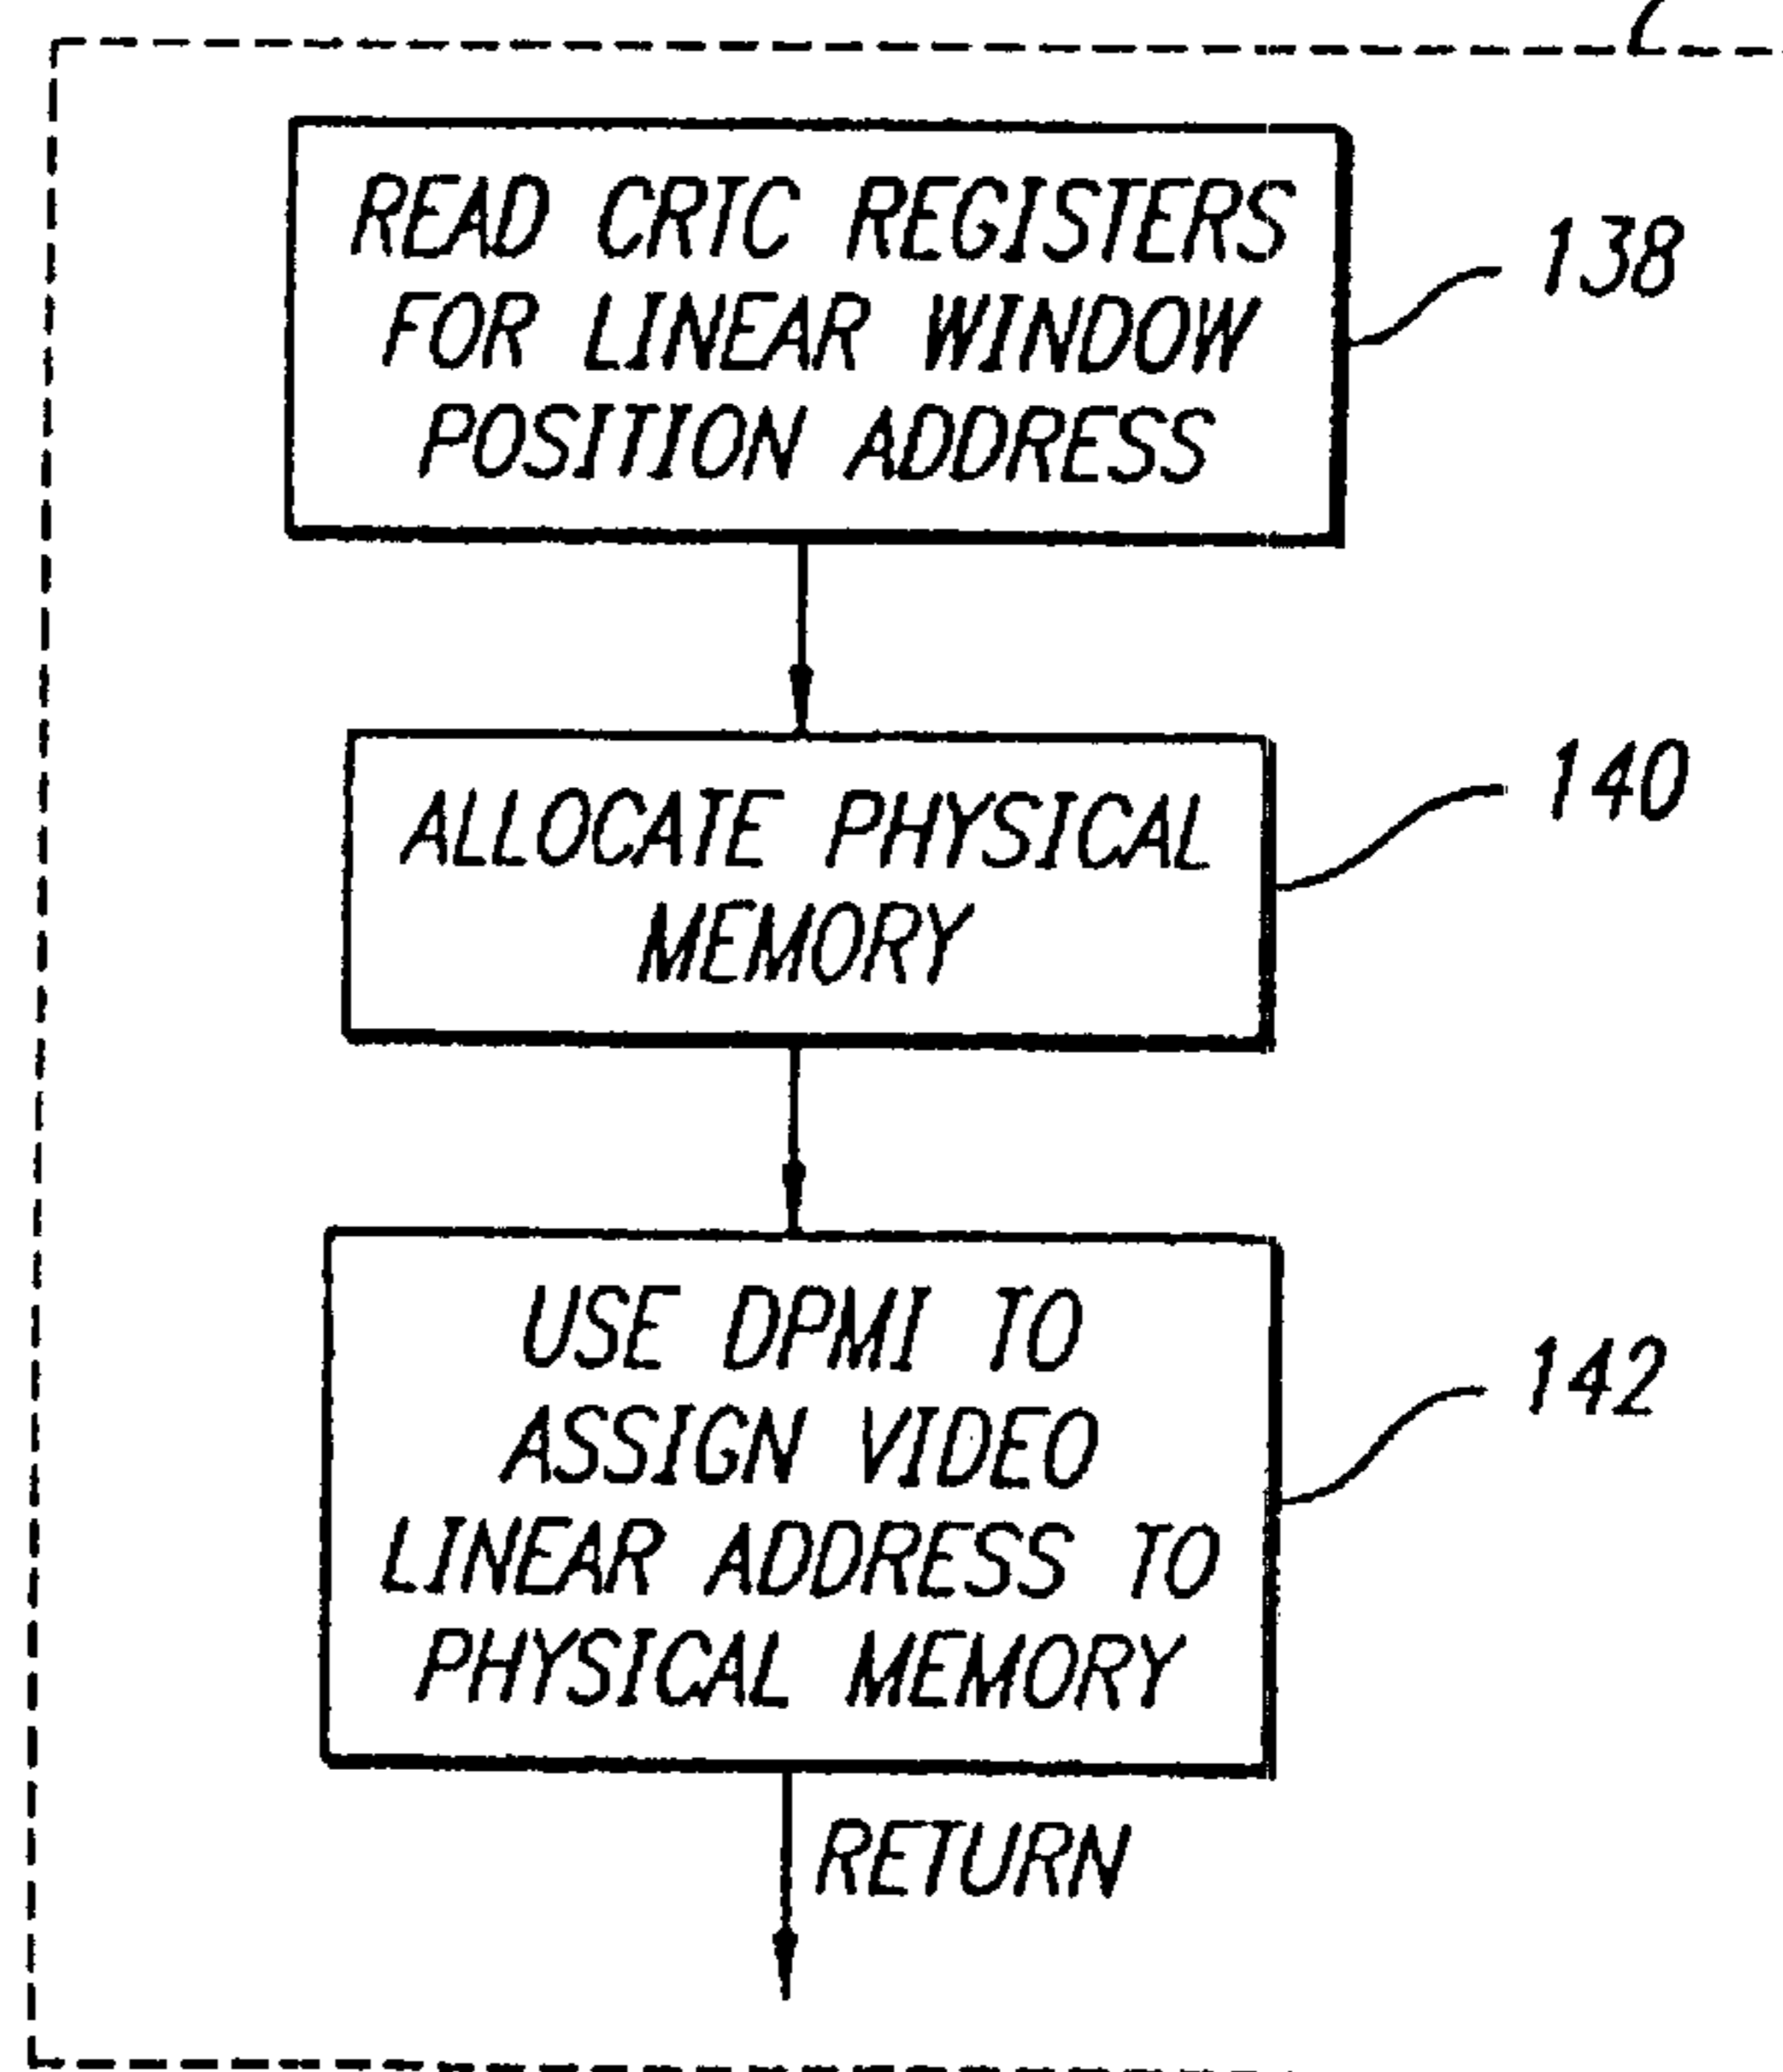 READ CRTC REGISTERS
FOR LINEAR WINDOW
POSITION ADDRESS
138
ALLOCATE PHYSICAL
MEMORY
140
USE DPMI TO
ASSIGN VIDEO
LINEAR ADDRESS TO
PHYSICAL MEMORY
142
RETURN